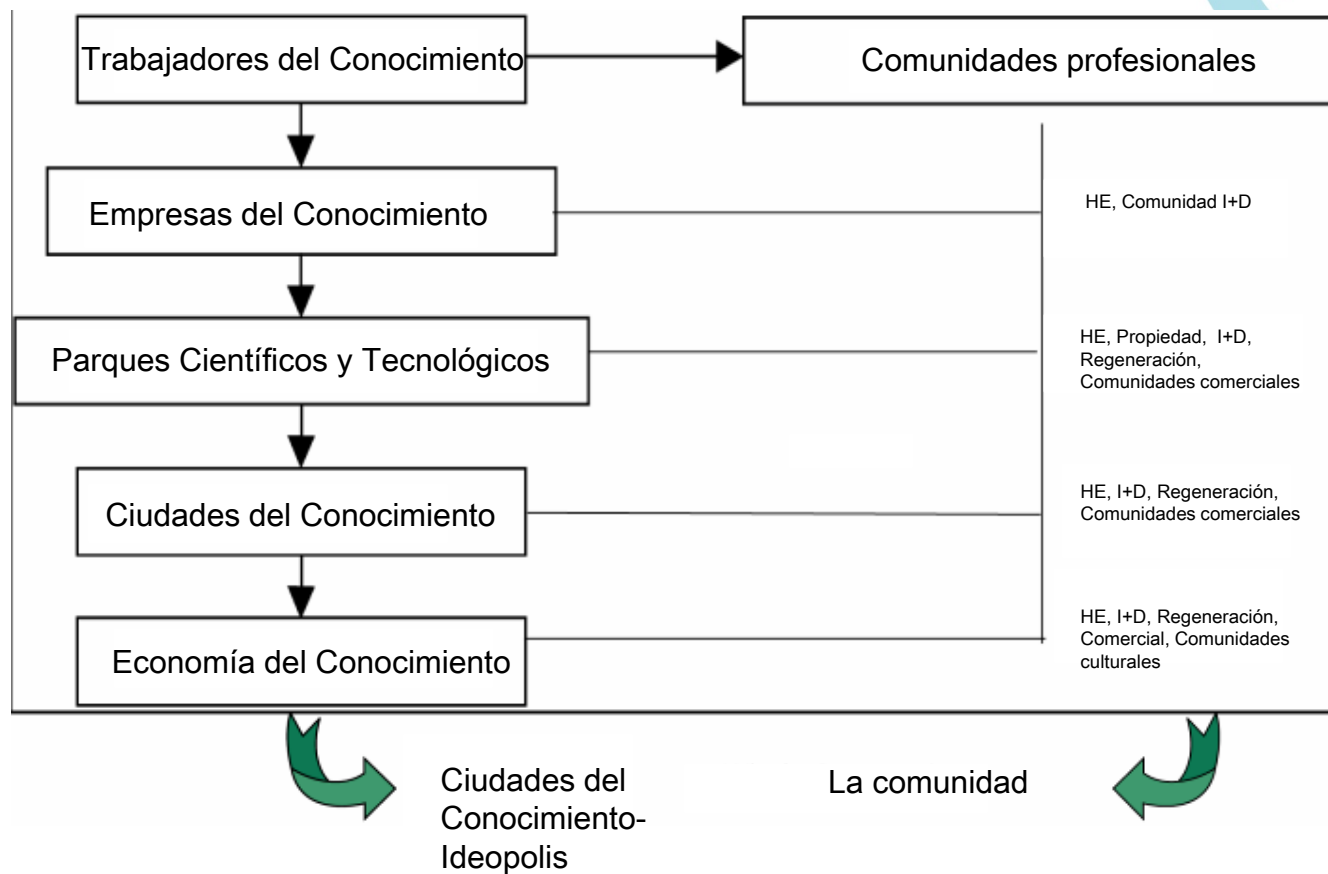 Trabajadores del Conocimiento
Comunidades profesionales
Empresas del Conocimiento
HE, Comunidad I+D
Parques Científicos y Tecnológicos
HE, Propiedad, I+D,
Regeneración,
Comunidades comerciales
Ciudades del Conocimiento
HE, I+D, Regeneración,
Comunidades comerciales
Economía del Conocimiento
HE, I+D, Regeneración,
Comercial, Comunidades
culturales
Ciudades del
Conocimiento-
Ideopolis
La comunidad